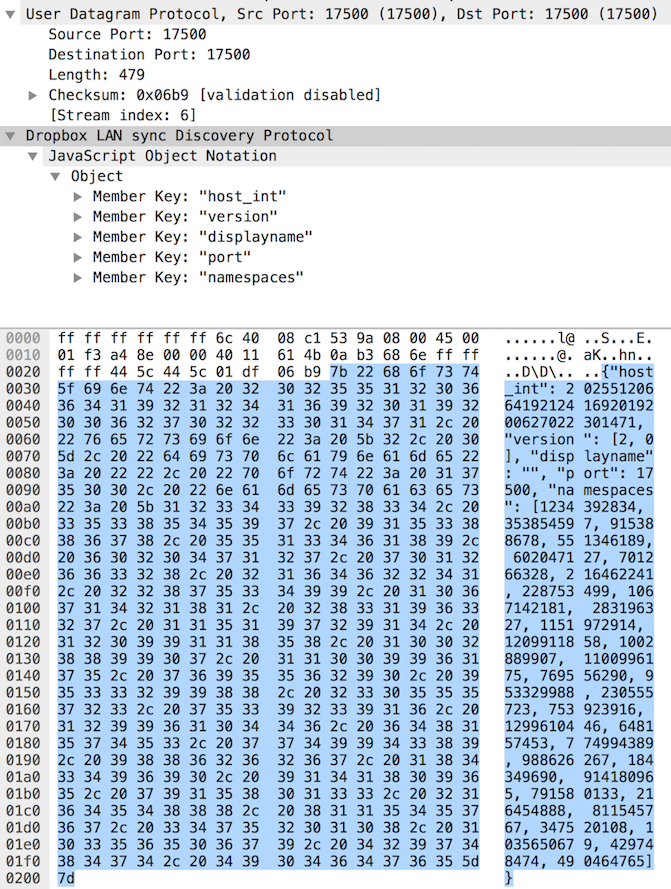 User Datagram Protocol, Src Port: 17500 (17500), Dst Port: 17500 (17500)
Source Port: 17500
Destination Port: 17500
Length: 479
Checksum: 0x06b9 [validation disabled]
[Stream index: 6]
Dropbox LAN sync Discovery Protocol
JavaScript Object Notation
Object
Member Key: "host_int"
Member Key: "version"
Member Key: "displayname"
Member Key: "port"
Member Key: "namespaces"
0000 ff ff ff ff ff ff 6c 40 08 c1 53 9a 08 00 45 00 ......l@ ..S...E.
0010 01 f3 a4 8e 00 00 40 11 61 4b 0a b3 68 6e ff ff ......@. aK..hn..
0020 ff ff 44 5c 44 5c 01 df 06 b9 7b 22 68 6f 73 74 ..D\D\.. ..{"host
0030 5f 69 6e 74 22 3a 20 32 30 32 35 35 31 32 30 36 _int": 2 02551206
0040 36 34 31 39 32 31 32 34 31 36 39 32 30 31 39 32 64192124 16920192
0050 30 30 36 32 37 30 32 32 33 30 31 34 37 31 2c 20 00627022 301471,
0060 22 76 65 72 73 69 6f 6e 22 3a 20 5b 32 2c 20 30 "version ": [2, 0
0070 5d 2c 20 22 64 69 73 70 6c 61 79 6e 61 6d 65 22 ], "disp layname"
0080 3a 20 22 22 2c 20 22 70 6f 72 74 22 3a 20 31 37 : "", "p ort": 17
0090 35 30 30 2c 20 22 6e 61 6d 65 73 70 61 63 65 73 500, "na mespaces
00a0 22 3a 20 5b 31 32 33 34 33 39 32 38 33 34 2c 20 ": [1234 392834,
00b0 33 35 33 38 35 34 35 39 37 2c 20 39 31 35 33 38 35385459 7, 91538
00c0 38 36 37 38 2c 20 35 35 31 33 34 36 31 38 39 2c 8678, 55 1346189,
00d0 20 36 30 32 30 34 37 31 32 37 2c 20 37 30 31 32 6020471 27, 7012
00e0 36 36 33 32 38 2c 20 32 31 36 34 36 32 32 34 31 66328, 2 16462241
00f0 2c 20 32 32 38 37 35 33 34 39 39 2c 20 31 30 36 , 228753 499, 106
0100 37 31 34 32 31 38 31 2c 20 32 38 33 31 39 36 33 7142181, 2831963
0110 32 37 2c 20 31 31 35 31 39 37 32 39 31 34 2c 20 27, 1151 972914,
0120 31 32 30 39 39 31 31 38 35 38 2c 20 31 30 30 32 12099118 58, 1002
0130 38 38 39 39 30 37 2c 20 31 31 30 30 39 39 36 31 889907, 11009961
0140 37 35 2c 20 37 36 39 35 35 36 32 39 30 2c 20 39 75, 7695 56290, 9
0150 35 33 33 32 39 39 38 38 2c 20 32 33 30 35 35 35 53329988 , 230555
0160 37 32 33 2c 20 37 35 33 39 32 33 39 31 36 2c 20 723, 753 923916,
0170 31 32 39 39 36 31 30 34 34 36 2c 20 36 34 38 31 12996104 46, 6481
0180 35 37 34 35 33 2c 20 37 37 34 39 39 34 33 38 39 57453, 7 74994389
0190 2c 20 39 38 38 36 32 36 32 36 37 2c 20 31 38 34 , 988626 267, 184
01a0 33 34 39 36 39 30 2c 20 39 31 34 31 38 30 39 36 349690, 91418096
01b0 35 2c 20 37 39 31 35 38 30 31 33 33 2c 20 32 31 5, 79158 0133, 21
01c0 36 34 35 34 38 38 38 2c 20 38 31 31 35 34 35 37 6454888, 8115457
01d0 36 37 2c 20 33 34 37 35 32 30 31 30 38 2c 20 31 67, 3475 20108, 1
01e0 30 33 35 36 35 30 36 37 39 2c 20 34 32 39 37 34 03565067 9, 42974
01f0 38 34 37 34 2c 20 34 39 30 34 36 34 37 36 35 5d 8474, 49 0464765]
0200 7d }